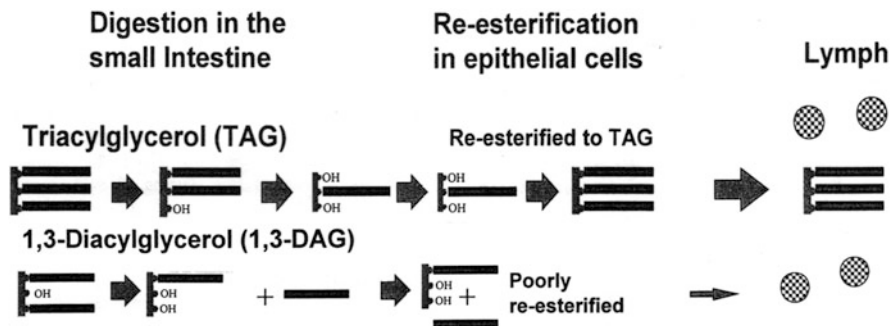 Digestion in the
small Intestine
Re-esterification
in epithelial cells
Lymph
Triacylglycerol (TAG)
Re-esterified to TAG
OH
OH
OH
OH
OH
1,3-Diacylglycerol (1,3-DAG)
OH
OH
OH
+
OH
OH
+
Poorly
re-esterified